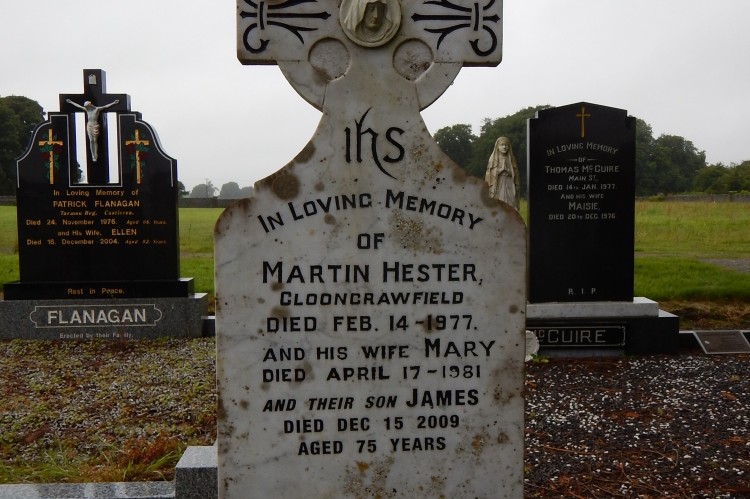 In Loving Memory of
PATRICK FLANAGAN
Died 24. November 1976.
and His Wife, ELLEN
Died 16. December 2004.
Rest in Peace.
FLANAGAN
Erected by Their Family
ihs
IN LOVING MEMORY
OF
MARTIN HESTER,
CLOONCRAWFIELD
DIED FEB. 14-1977.
AND HIS WIFE MARY
DIED APRIL 17-1981
AND THEIR SON JAMES
DIED DEC 15 2009
AGED 75 YEARS
IN LOVING MEMORY
OF
THOMAS McGUIRE
MAIN ST.
DIED 14TH JAN. 1977.
AND HIS WIFE
MAISIE,
DIED 20TH DEC. 1976
R.I.P.
McGUIRE